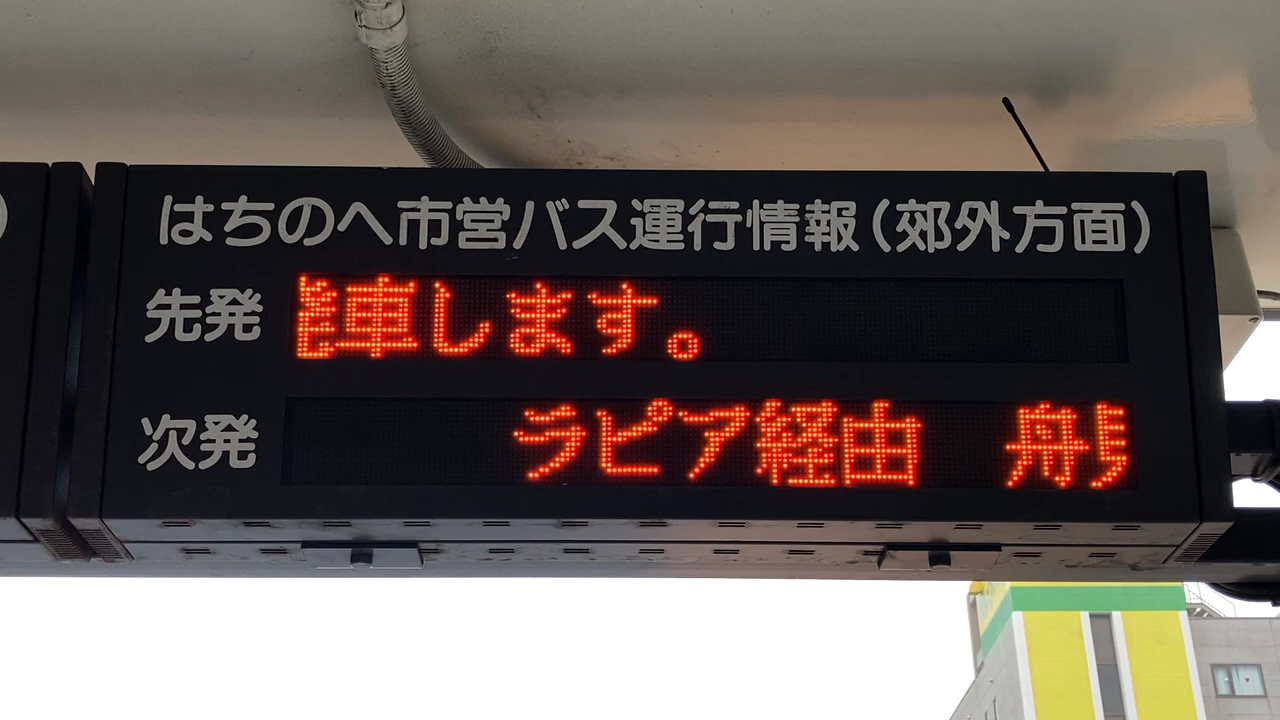 はちのへ市営バス運行情報（郊外方面）
先発 車します。
次発 ラピア経由 舟